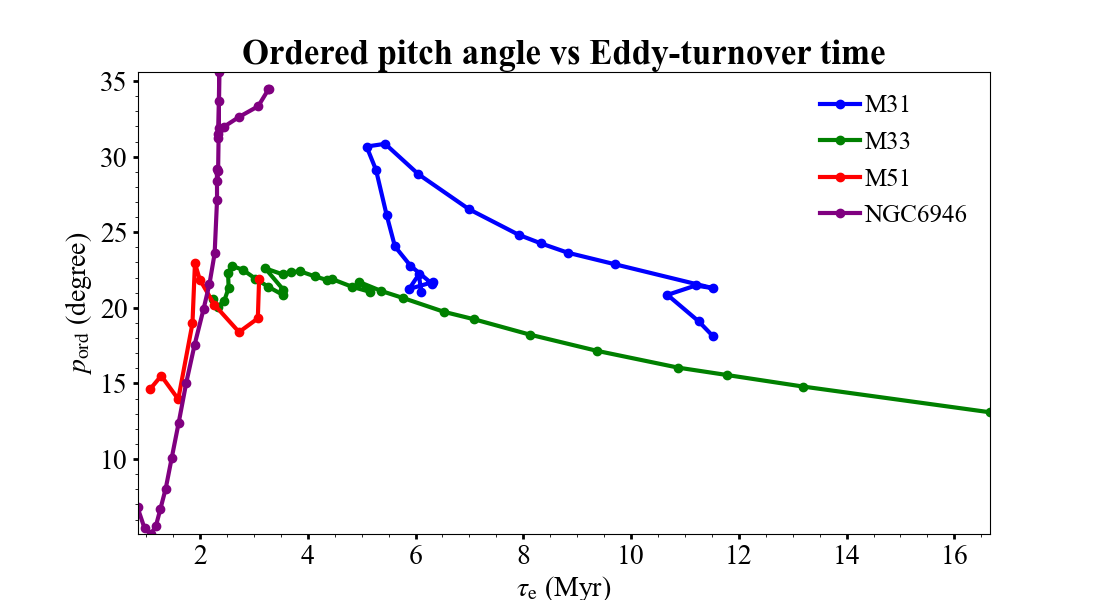 Ordered pitch angle vs Eddy-turnover time
35
30
25
20
15
10
p_ord (degree)
M31
M33
M51
NGC6946
2 4 6 8 10 12 14 16
τ_e (Myr)